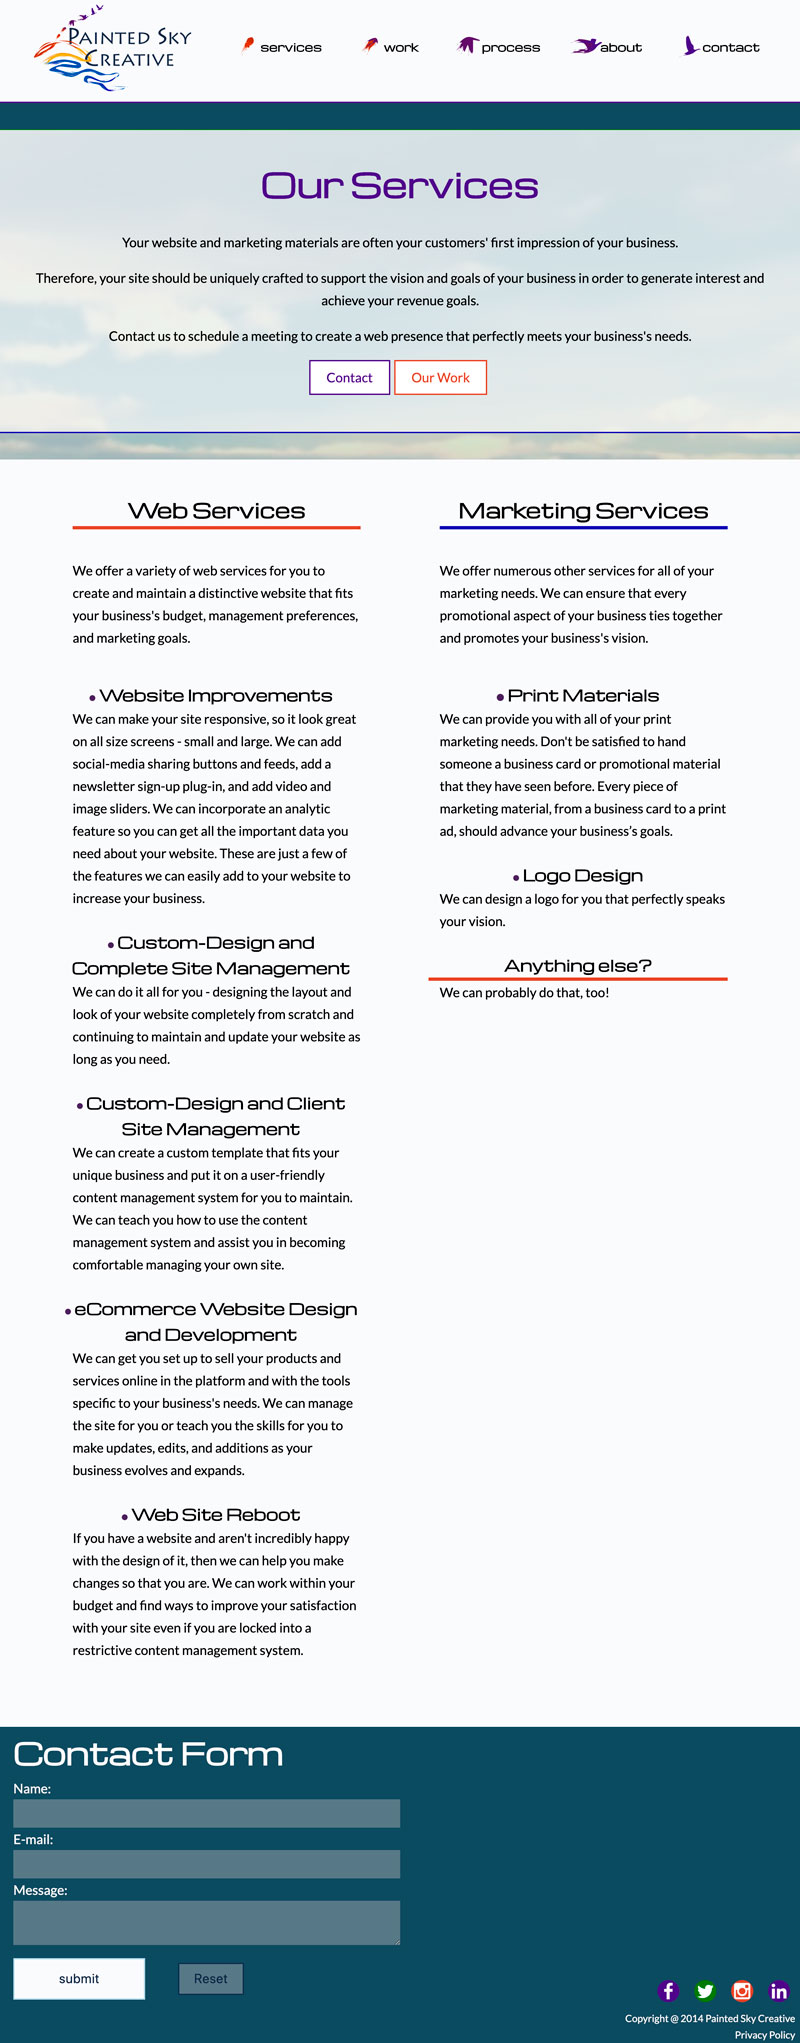 Painted Sky
Creative
services
work
process
about
contact
Our Services
Your website and marketing materials are often your customers' first impression of your business.
Therefore, your site should be uniquely crafted to support the vision and goals of your business in order to generate interest and
achieve your revenue goals.
Contact us to schedule a meeting to create a web presence that perfectly meets your business's needs.
Contact
Our Work
Web Services
We offer a variety of web services for you to
create and maintain a distinctive website that fits
your business's budget, management preferences,
and marketing goals.
• Website Improvements
We can make your site responsive, so it look great
on all size screens - small and large. We can add
social-media sharing buttons and feeds, add a
newsletter sign-up plug-in, and add video and
image sliders. We can incorporate an analytic
feature so you can get all the important data you
need about your website. These are just a few of
the features we can easily add to your website to
increase your business.
• Custom-Design and
Complete Site Management
We can do it all for you - designing the layout and
look of your website completely from scratch and
continuing to maintain and update your website as
long as you need.
• Custom-Design and Client
Site Management
We can create a custom template that fits your
unique business and put it on a user-friendly
content management system for you to maintain.
We can teach you how to use the content
management system and assist you in becoming
comfortable managing your own site.
• eCommerce Website Design
and Development
We can get you set up to sell your products and
services online in the platform and with the tools
specific to your business's needs. We can manage
the site for you or teach you the skills for you to
make updates, edits, and additions as your
business evolves and expands.
• Web Site Reboot
If you have a website and aren't incredibly happy
with the design of it, then we can help you make
changes so that you are. We can work within your
budget and find ways to improve your satisfaction
with your site even if you are locked into a
restrictive content management system.
Marketing Services
We offer numerous other services for all of your
marketing needs. We can ensure that every
promotional aspect of your business ties together
and promotes your business's vision.
• Print Materials
We can provide you with all of your print
marketing needs. Don't be satisfied to hand
someone a business card or promotional material
that they have seen before. Every piece of
marketing material, from a business card to a print
ad, should advance your business’s goals.
• Logo Design
We can design a logo for you that perfectly speaks
your vision.
Anything else?
We can probably do that, too!
Contact Form
Name:
E-mail:
Message:
submit
Reset
Copyright @ 2014 Painted Sky Creative
Privacy Policy